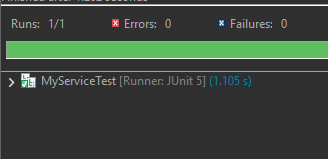 Runs: 1/1 Errors: 0 Failures: 0
MyServiceTest [Runner: JUnit 5] (1.105 s)